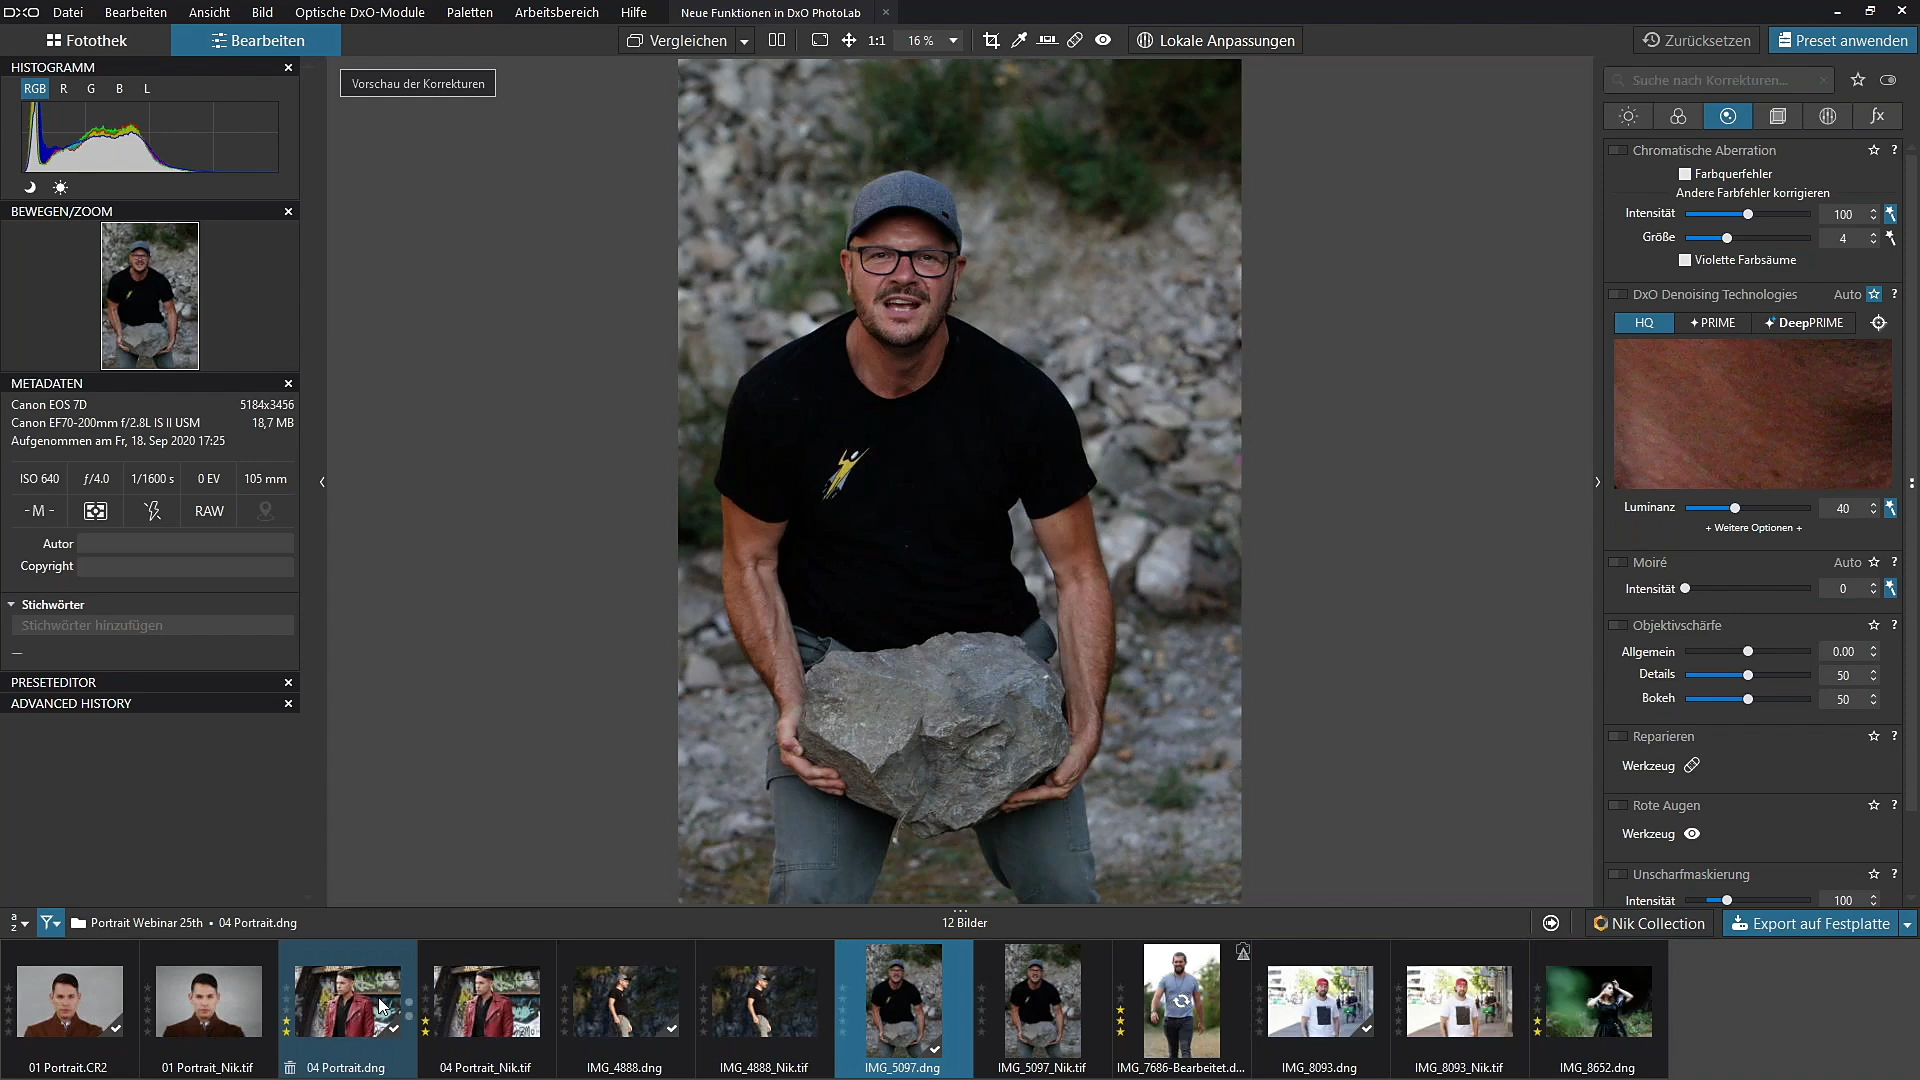 DXO Datei Bearbeiten Ansicht Bild Optische DxO-Module Paletten Arbeitsbereich Hilfe Neue Funktionen in DxO PhotoLab
Fotothek Bearbeiten Vergleichen 1:1 16 % Lokale Anpassungen Zurücksetzen Preset anwenden
HISTOGRAMM
RGB R G B L
BEWEGEN/ZOOM
METADATEN
Canon EOS 7D 5184x3456
Canon EF70-200mm f/2.8L IS II USM 18,7 MB
Aufgenommen am Fr, 18. Sep 2020 17:25
ISO 640 ƒ/4.0 1/1600 s 0 EV 105 mm
- M - RAW
Autor
Copyright
Stichwörter
Stichwörter hinzufügen
—
PRESETEDITOR
ADVANCED HISTORY
Vorschau der Korrekturen
Suche nach Korrekturen...
fx
Chromatische Aberration ?
Farbquerfehler
Andere Farbfehler korrigieren
Intensität 100
Größe 4
Violette Farbsäume
DxO Denoising Technologies Auto ?
HQ PRIME DeepPRIME
Luminanz 40
+ Weitere Optionen +
Moiré Auto ?
Intensität 0
Objektivschärfe ?
Allgemein 0.00
Details 50
Bokeh 50
Reparieren ?
Werkzeug
Rote Augen ?
Werkzeug
Unscharfmaskierung ?
Intensität 100
a z Portrait Webinar 25th • 04 Portrait.dng 12 Bilder Nik Collection Export auf Festplatte
01 Portrait.CR2 01 Portrait_Nik.tif 04 Portrait.dng 04 Portrait_Nik.tif IMG_4888.dng IMG_4888_Nik.tif IMG_5097.dng IMG_5097_Nik.tif IMG_7686-Bearbeitet.d... IMG_8093.dng IMG_8093_Nik.tif IMG_8652.dng